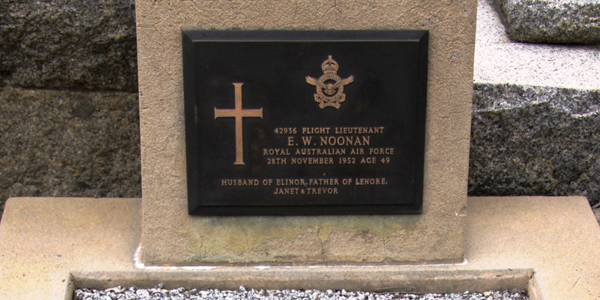 42936 FLIGHT LIEUTENANT
E. W. NOONAN
ROYAL AUSTRALIAN AIR FORCE
28TH NOVEMBER 1952 AGE 49
HUSBAND OF ELINOR, FATHER OF LENORE,
JANET & TREVOR